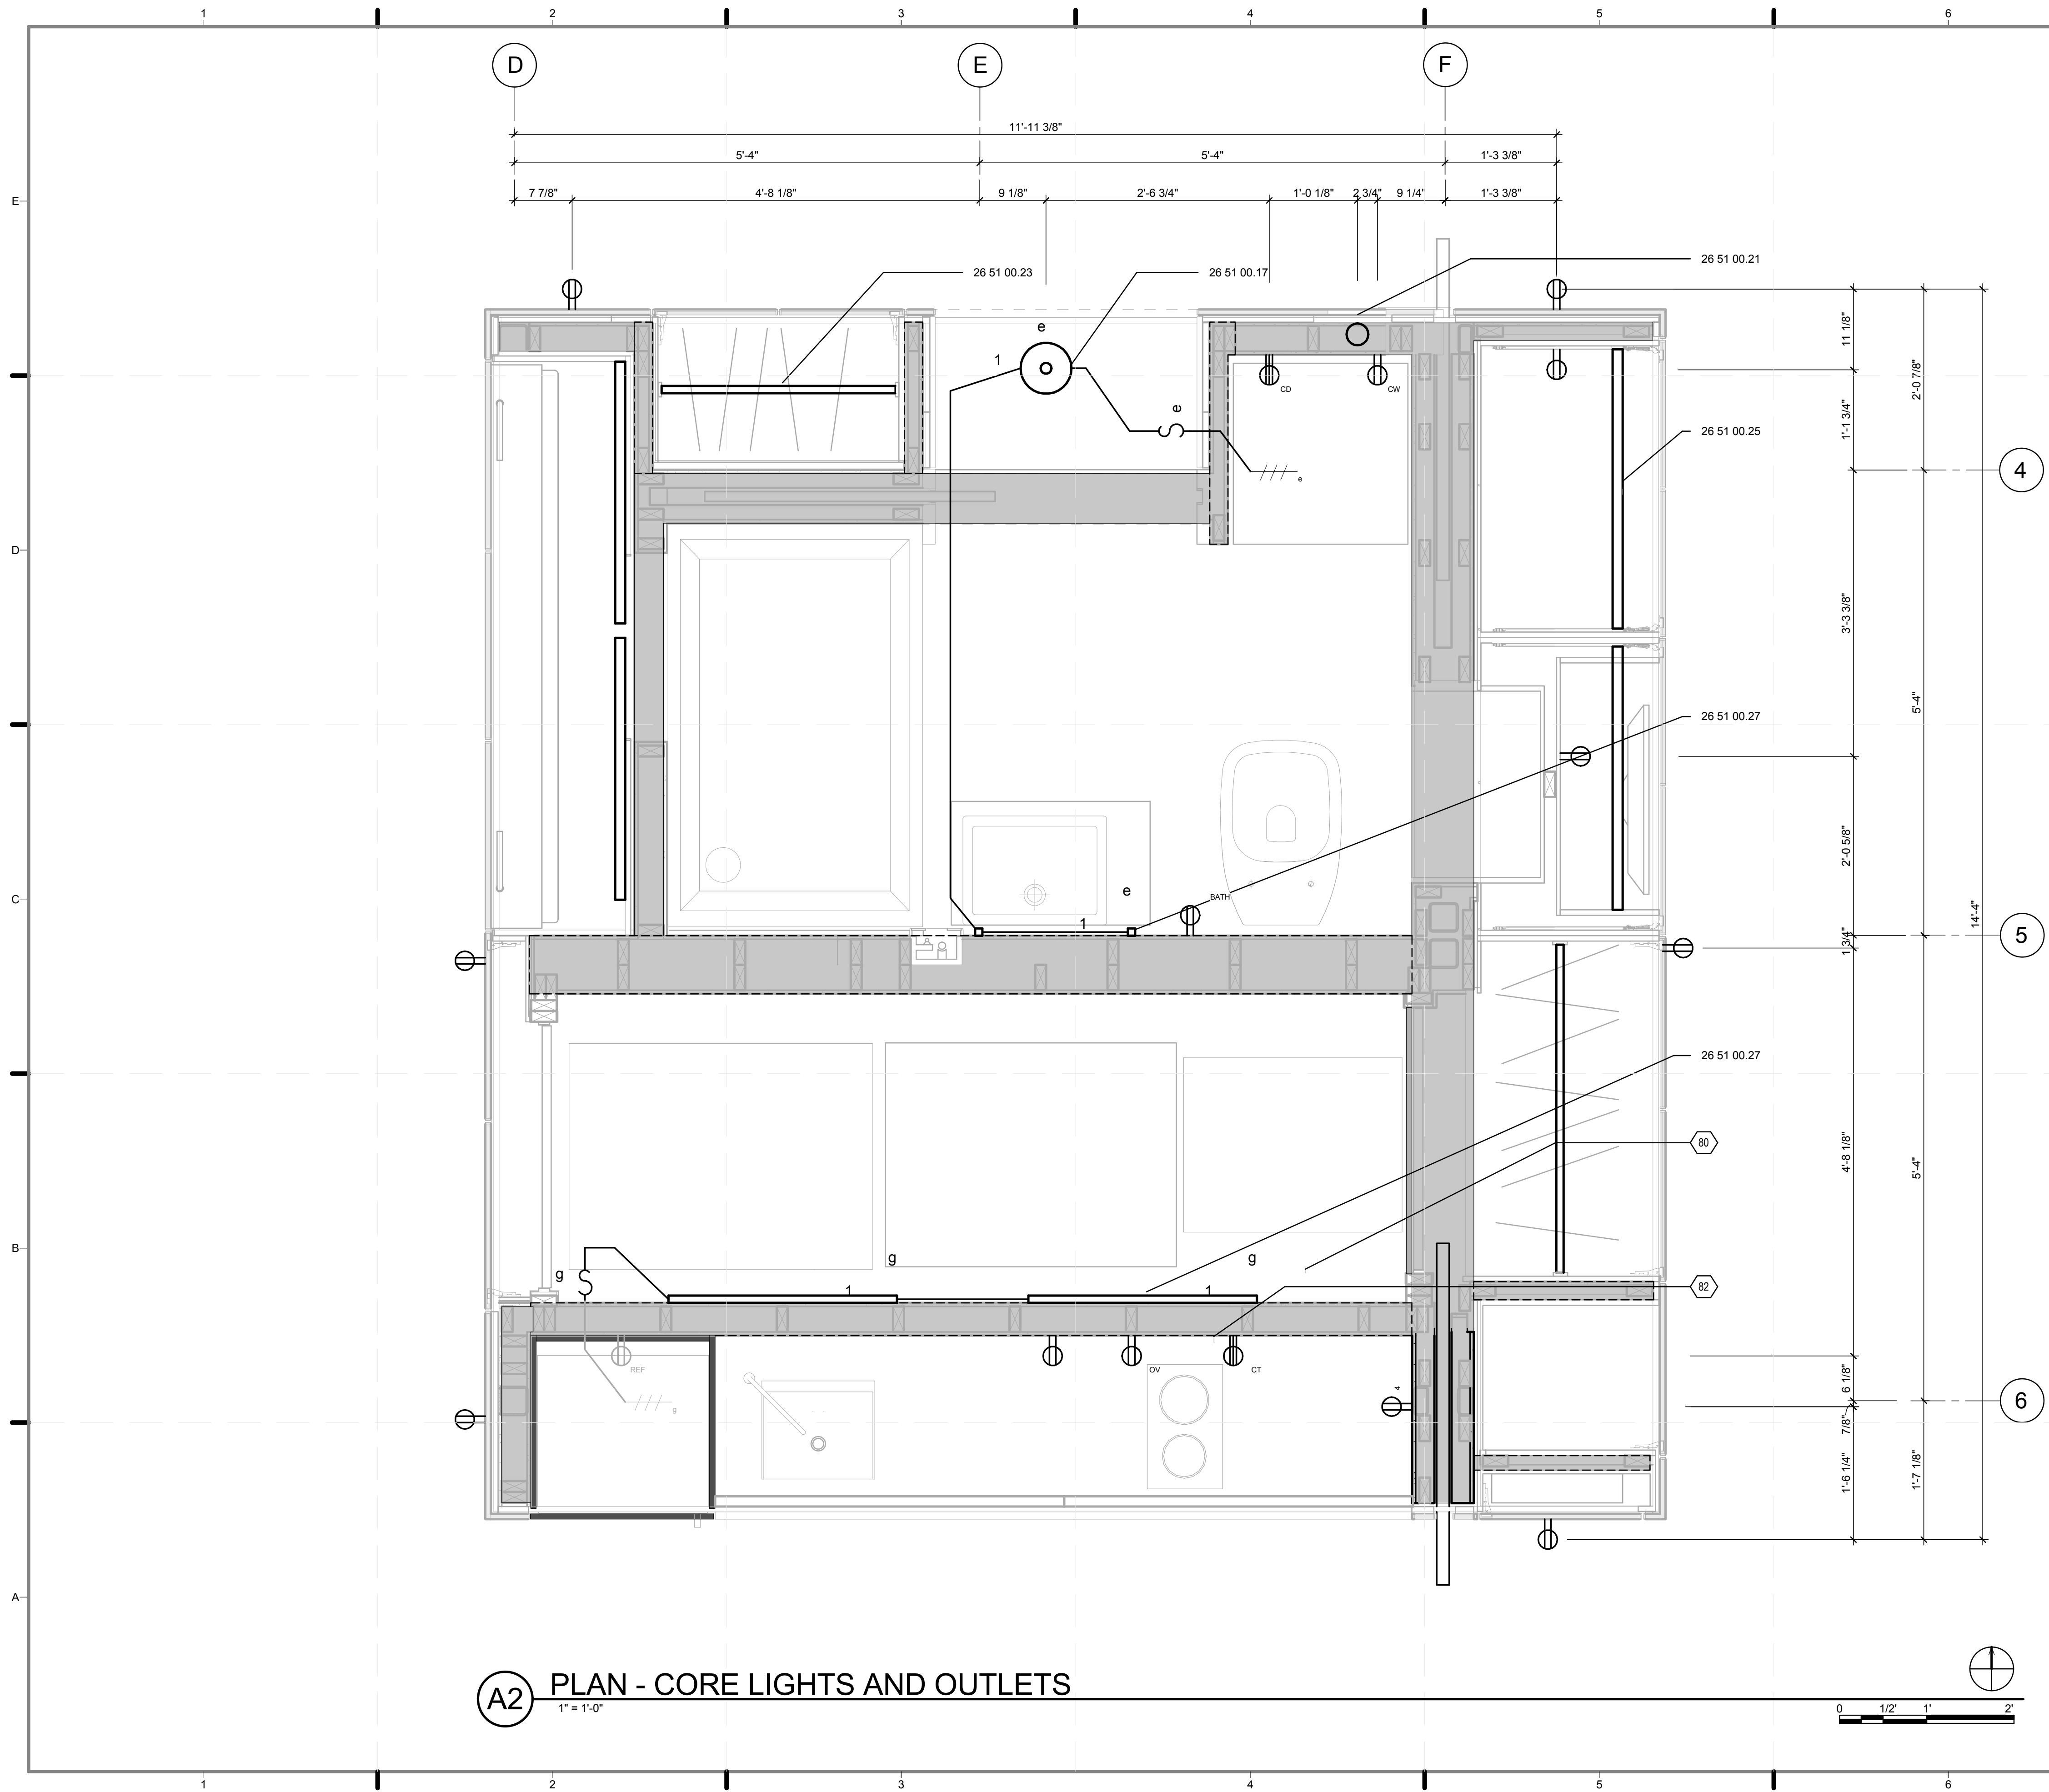 1 2 3 4 5 6
D E F
11'-11 3/8"
5'-4" 5'-4" 1'-3 3/8"
7 7/8" 4'-8 1/8" 9 1/8" 2'-6 3/4" 1'-0 1/8" 2 3/4" 9 1/4" 1'-3 3/8"
E
26 51 00.21
26 51 00.23
26 51 00.17
e
11 1/8"
1
2'-0 7/8"
CD
CW
e
1'-1 3/4"
26 51 00.25
4
e
D
3'-3 3/8"
5'-4"
26 51 00.27
2'-0 5/8"
e
BATH
C
14'-4"
1
1 3/4"
5
26 51 00.27
80
4'-8 1/8"
5'-4"
B
g
g
g
1
1
82
REF
OV
CT
6 1/8"
4
6
g
7/8"
1'-6 1/4"
1'-7 1/8"
A
A2
PLAN - CORE LIGHTS AND OUTLETS
1" = 1'-0"
0 1/2' 1' 2'
1 2 3 4 5 6